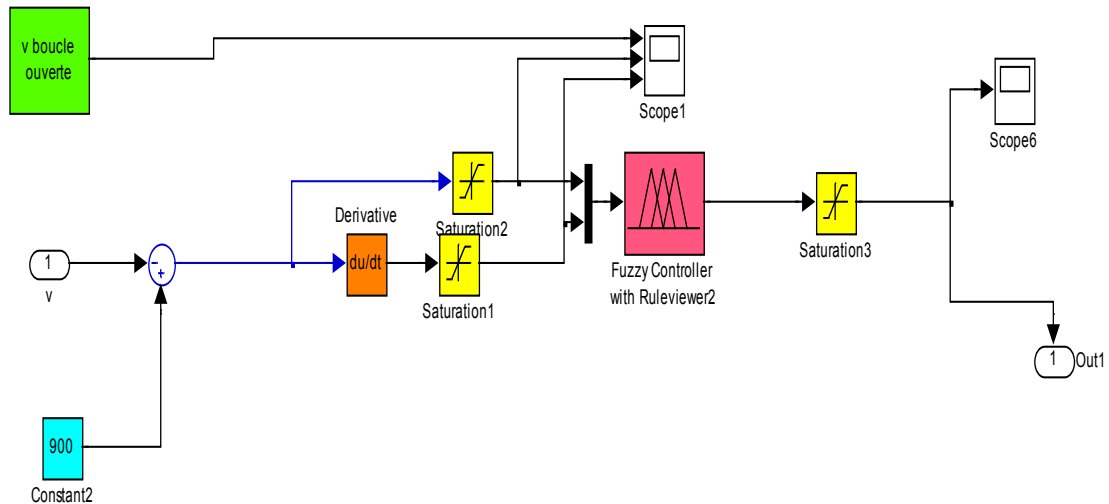 v boucle
ouverte
Scope1
Scope6
Derivative
Saturation2
du/dt
Saturation1
Fuzzy Controller
with Ruleviewer2
Saturation3
1
v
-
+
1
Out1
900
Constant2